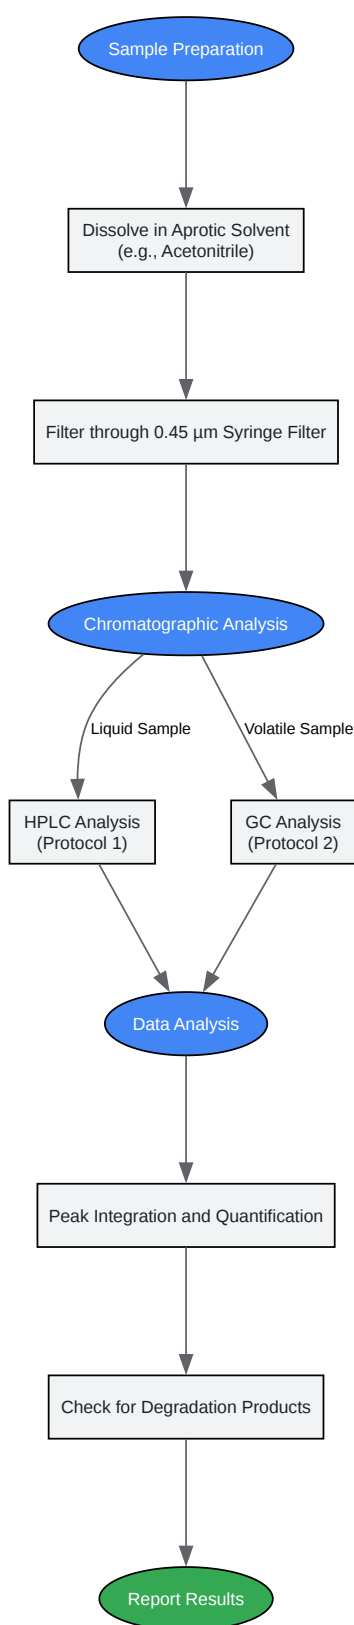 Sample Preparation
Dissolve in Aprotic Solvent
(e.g., Acetonitrile)
Filter through 0.45 µm Syringe Filter
Chromatographic Analysis
Liquid Sample
Volatile Sample
HPLC Analysis
(Protocol 1)
GC Analysis
(Protocol 2)
Data Analysis
Peak Integration and Quantification
Check for Degradation Products
Report Results